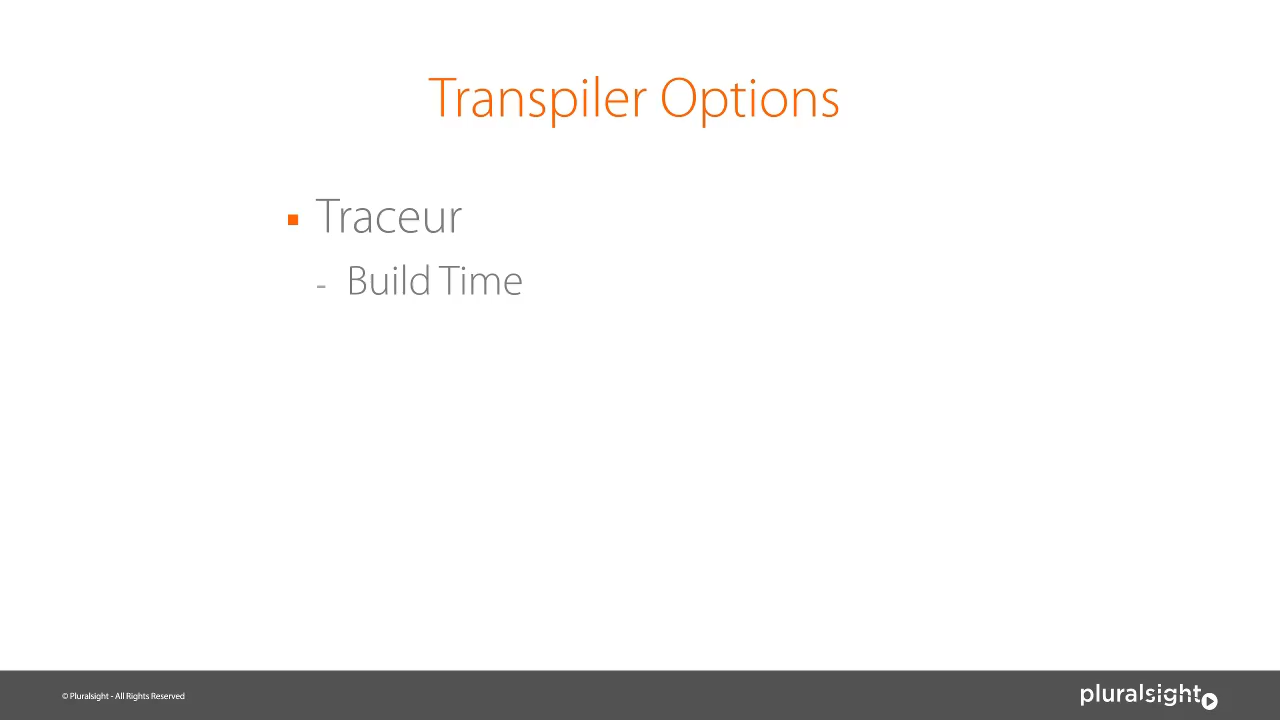 Transpiler Options
▪ Traceur
- Build Time
© Pluralsight - All Rights Reserved
pluralsight